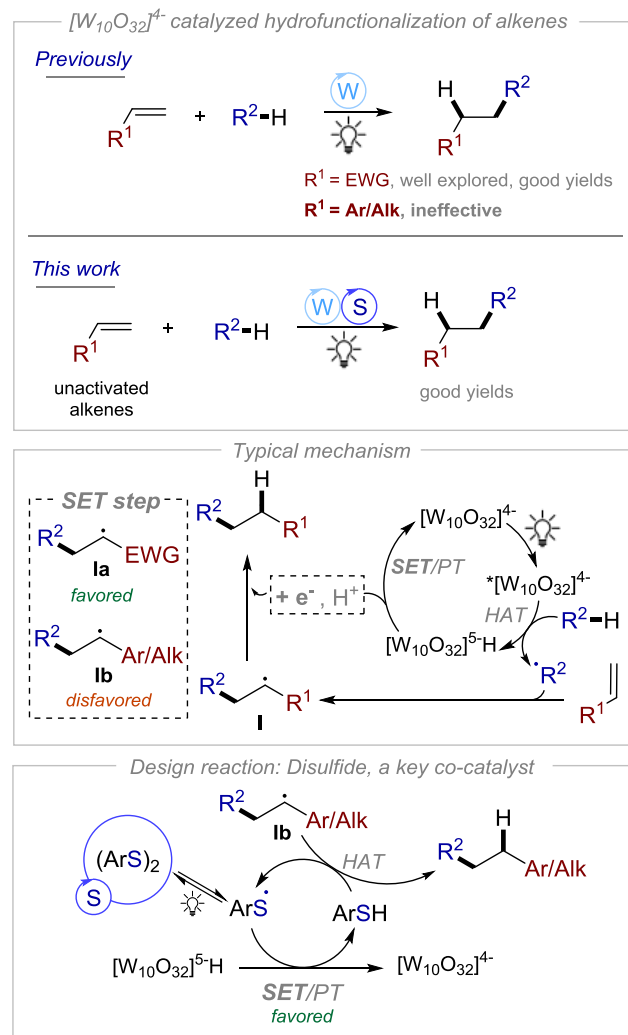 [W10O32]4- catalyzed hydrofunctionalization of alkenes
Previously
R1 + R2-H W H R2 R1
R1 = EWG, well explored, good yields
R1 = Ar/Alk, ineffective
This work
R1 + R2-H W S H R2 R1
unactivated
alkenes
good yields
Typical mechanism
SET step
R2 EWG
Ia
favored
R2 Ar/Alk
Ib
disfavored
H
R2 R1
[W10O32]4-
SET/PT
*[W10O32]4-
+ e-, H+
HAT
R2-H
[W10O32]5-H
•R2
R2 R1
I
R1
Design reaction: Disulfide, a key co-catalyst
R2 Ar/Alk
Ib
H
R2 Ar/Alk
HAT
(ArS)2
S
ArS• ArSH
[W10O32]5-H [W10O32]4-
SET/PT
favored